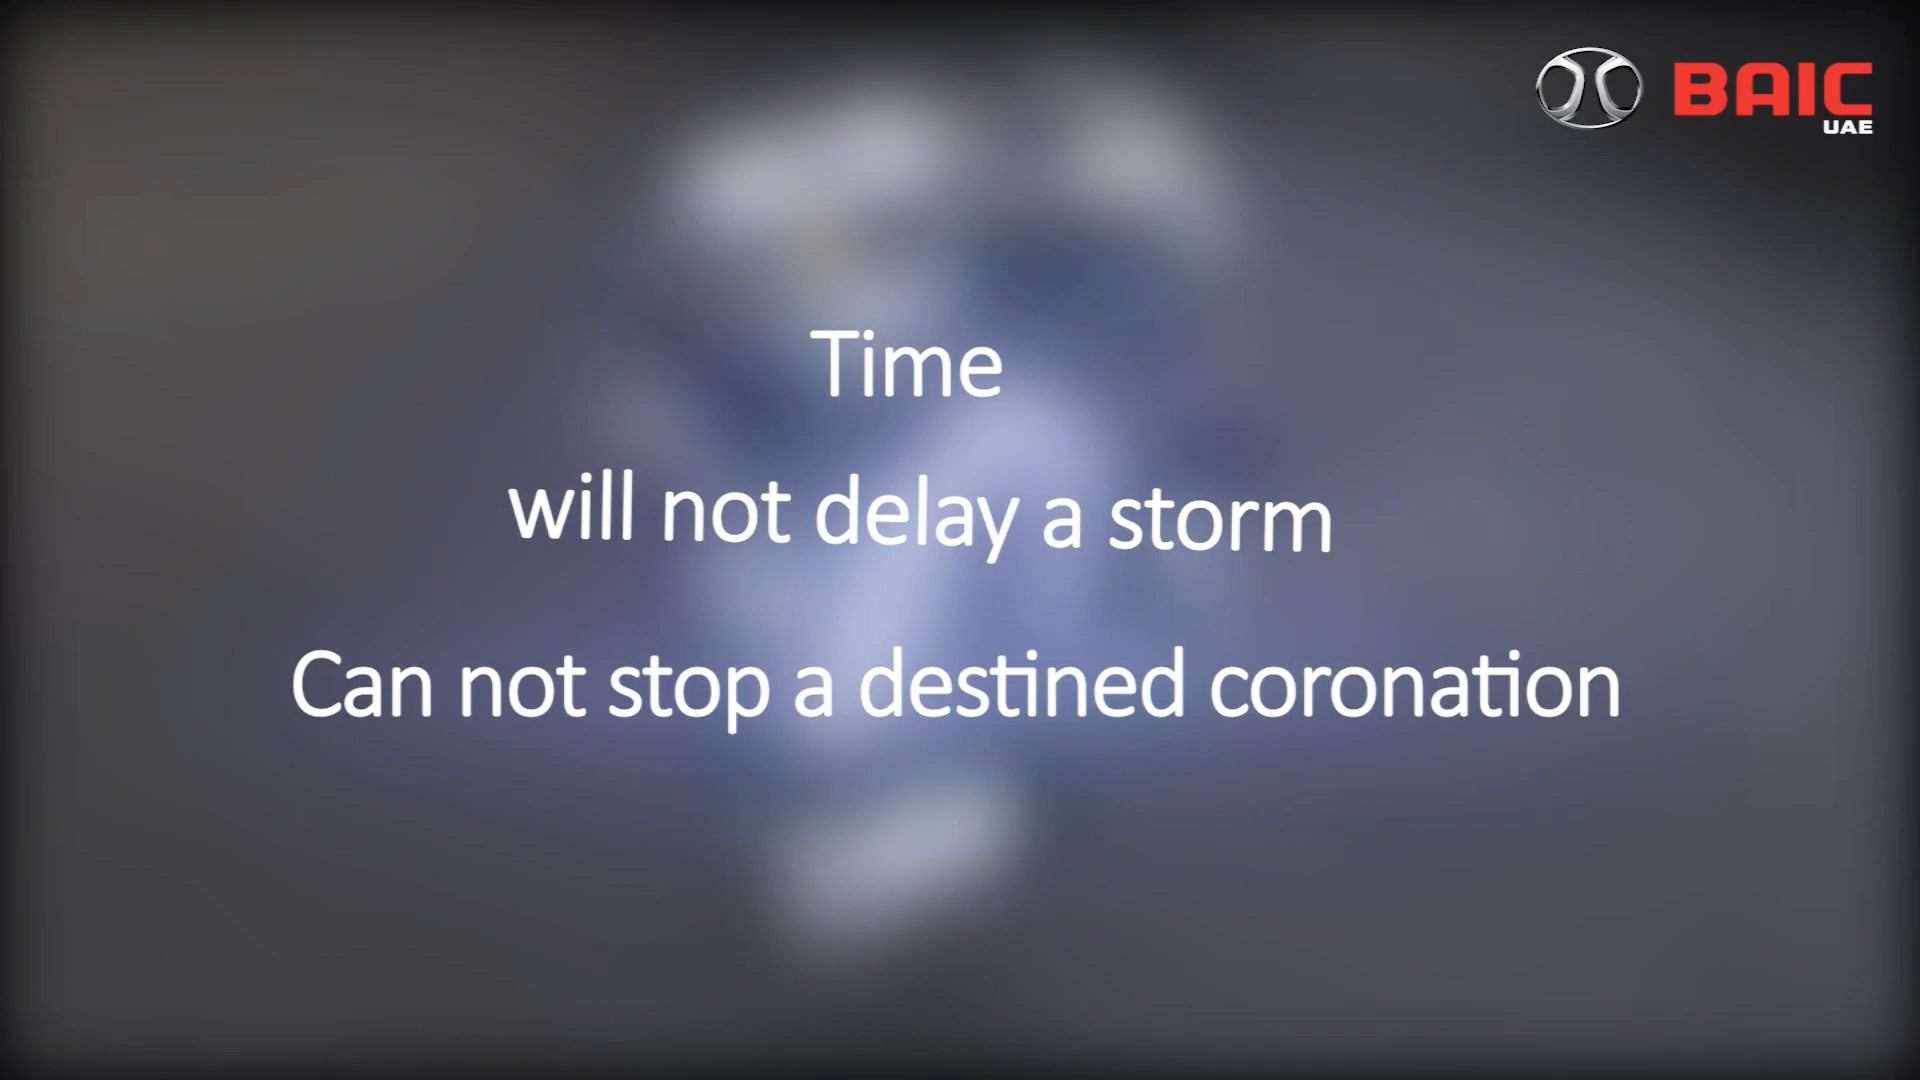 BAIC
UAE
Time
will not delay a storm
Can not stop a destined coronation